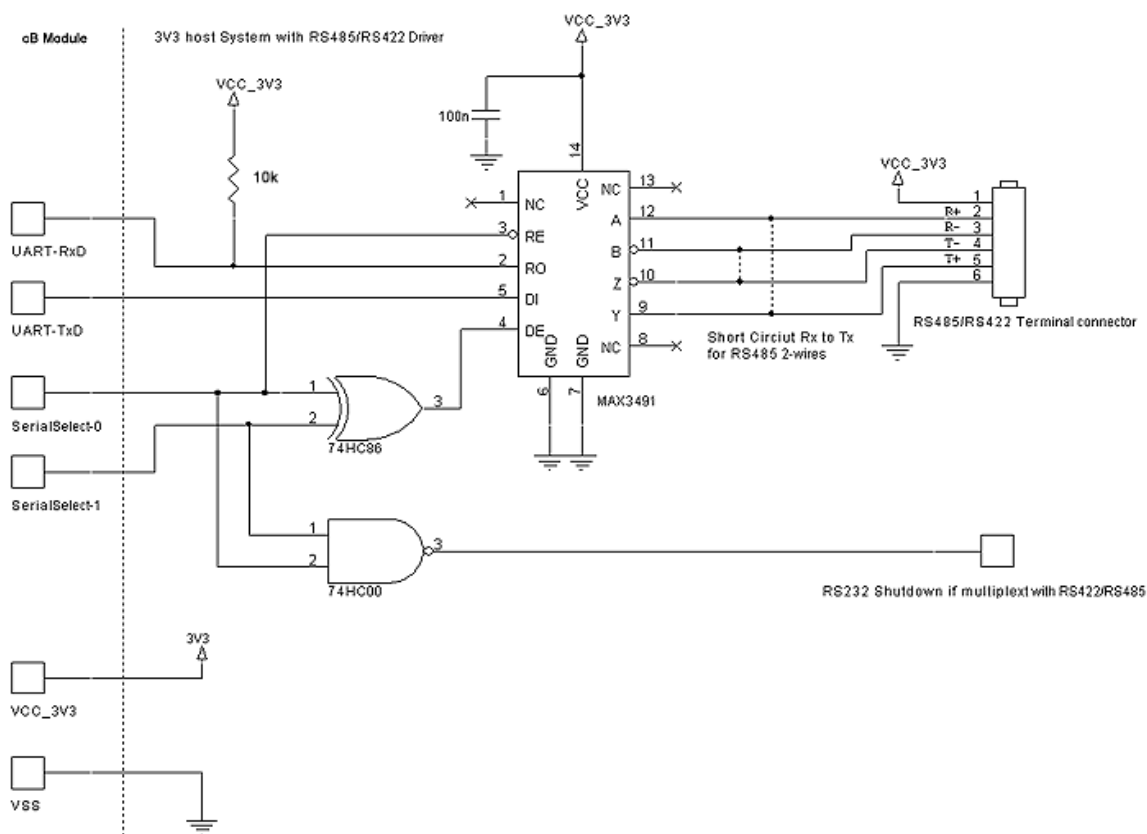 oB Module
3V3 host System with RS485/RS422 Driver
VCC_3V3
VCC_3V3
100n
10k
VCC_3V3
14
VCC
1
NC
NC
13
3
RE
A
12
2
RO
B
11
5
DI
Z
10
4
DE
Y
9
NC
8
GND
GND
6
7
MAX3491
UART-RxD
UART-TxD
SerialSelect-0
SerialSelect-1
1
2
3
74HC86
1
2
3
74HC00
R+
R-
T-
T+
1
2
3
4
5
6
RS485/RS422 Terminal connector
Short Circiut Rx to Tx
for RS485 2-wires
RS232 Shutdown if multiplext with RS422/RS485
3V3
VCC_3V3
VSS